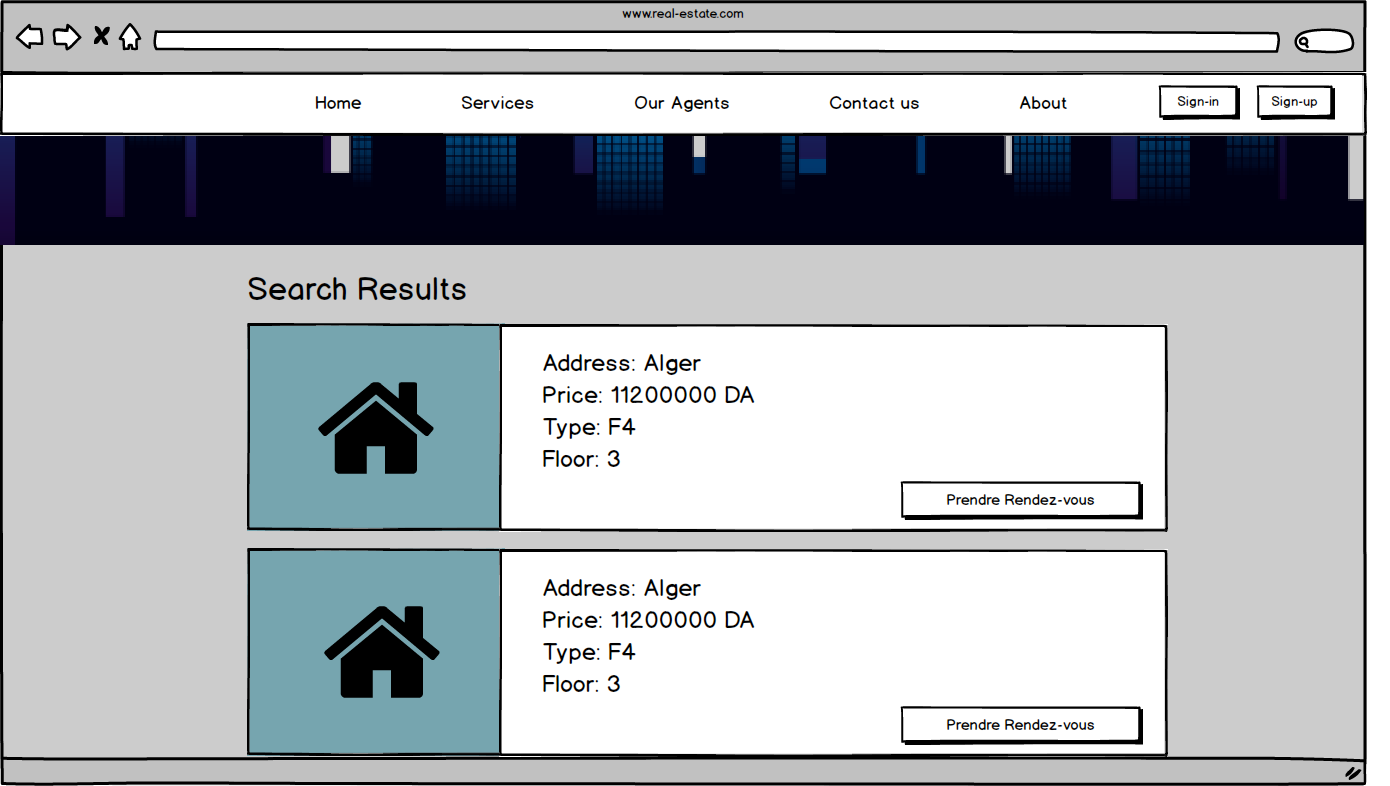 www.real-estate.com
Home Services Our Agents Contact us About Sign-in Sign-up
Search Results
Address: Alger
Price: 11200000 DA
Type: F4
Floor: 3
Prendre Rendez-vous
Address: Alger
Price: 11200000 DA
Type: F4
Floor: 3
Prendre Rendez-vous